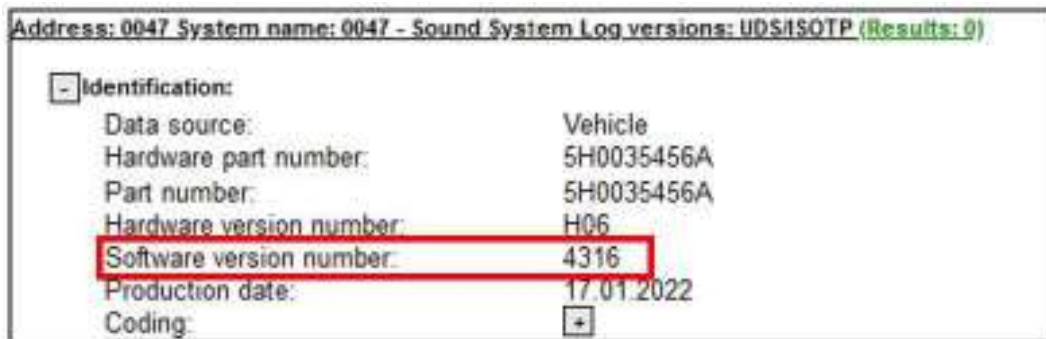 Address: 0047 System name: 0047 - Sound System Log versions: UDS/ISOTP (Results: 0)
- Identification:
Data source: Vehicle
Hardware part number: 5H0035456A
Part number: 5H0035456A
Hardware version number: H06
Software version number: 4316
Production date: 17.01.2022
Coding: +